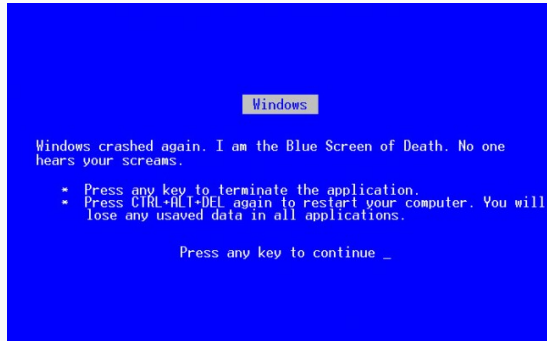 Windows
Windows crashed again. I am the Blue Screen of Death. No one
hears your screams.
* Press any key to terminate the application.
* Press CTRL+ALT+DEL again to restart your computer. You will
lose any usaved data in all applications.
Press any key to continue _